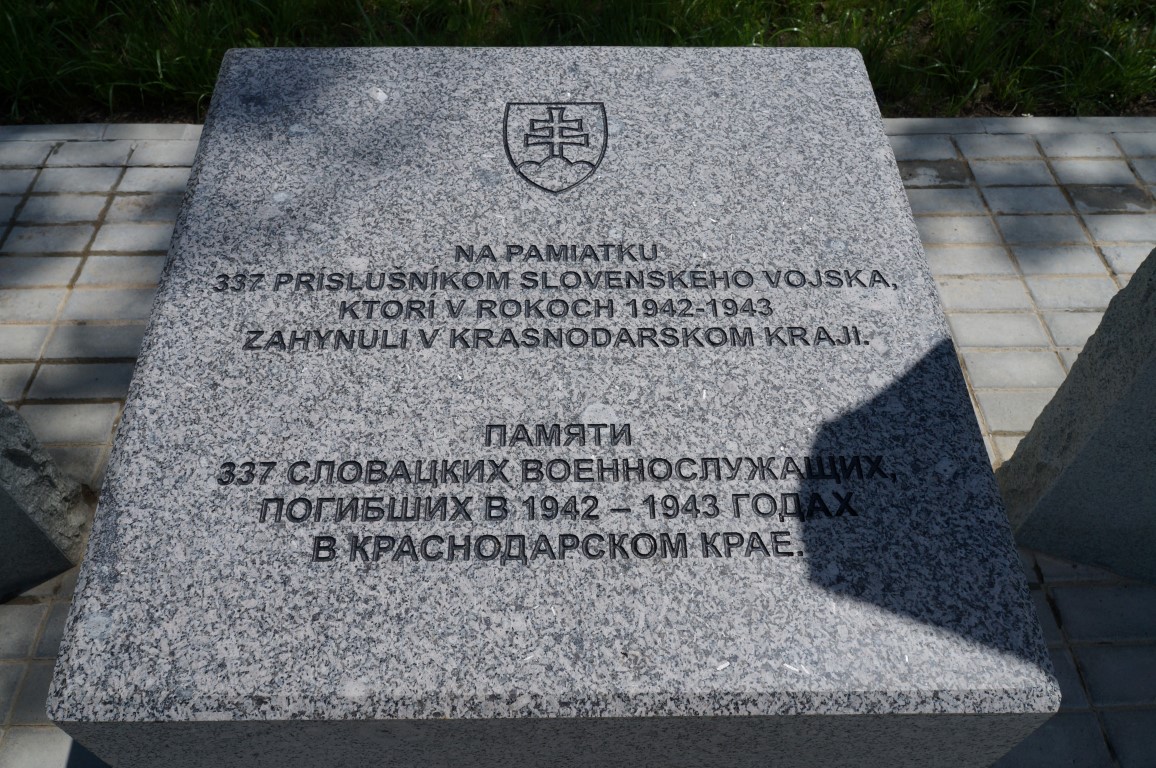 NA PAMIATKU
337 PRÍSLUŠNÍKOM SLOVENSKÉHO VOJSKA,
KTORÍ V ROKOCH 1942-1943
ZAHYNULI V KRASNODARSKOM KRAJI.
ПАМЯТИ
337 СЛОВАЦКИХ ВОЕННОСЛУЖАЩИХ,
ПОГИБШИХ В 1942 – 1943 ГОДАХ
В КРАСНОДАРСКОМ КРАЕ.